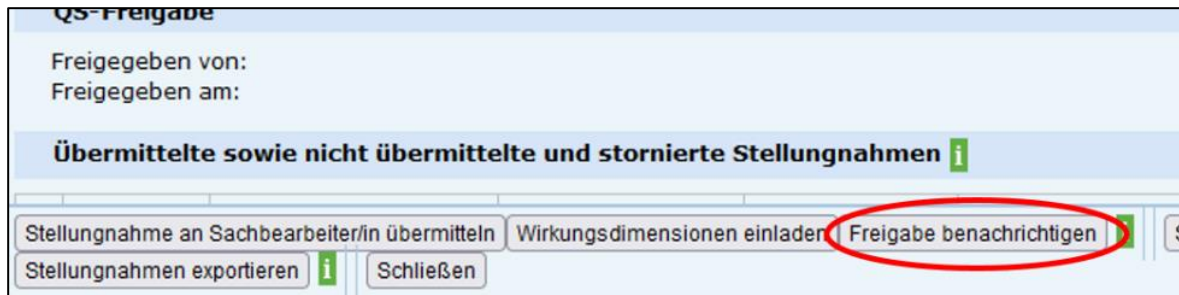 QS-Freigabe
Freigegeben von:
Freigegeben am:
Übermittelte sowie nicht übermittelte und stornierte Stellungnahmen i
Stellungnahme an Sachbearbeiter/in übermitteln Wirkungsdimensionen einladen Freigabe benachrichtigen
Stellungnahmen exportieren i Schließen